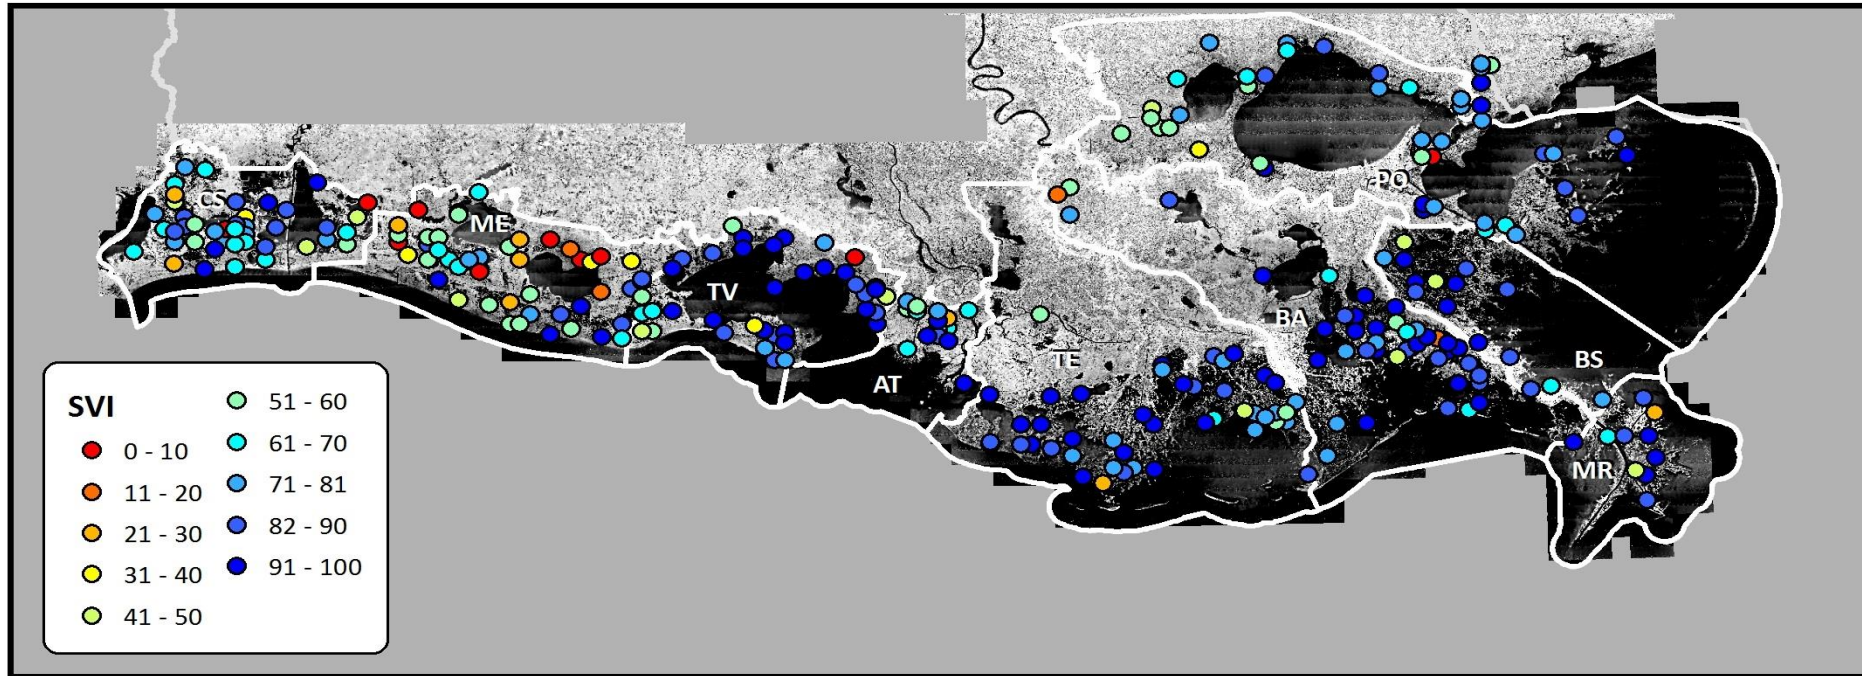 CS
ME
TV
AT
TE
BA
PO
BS
MR
SVI
0 - 10
11 - 20
21 - 30
31 - 40
41 - 50
51 - 60
61 - 70
71 - 81
82 - 90
91 - 100